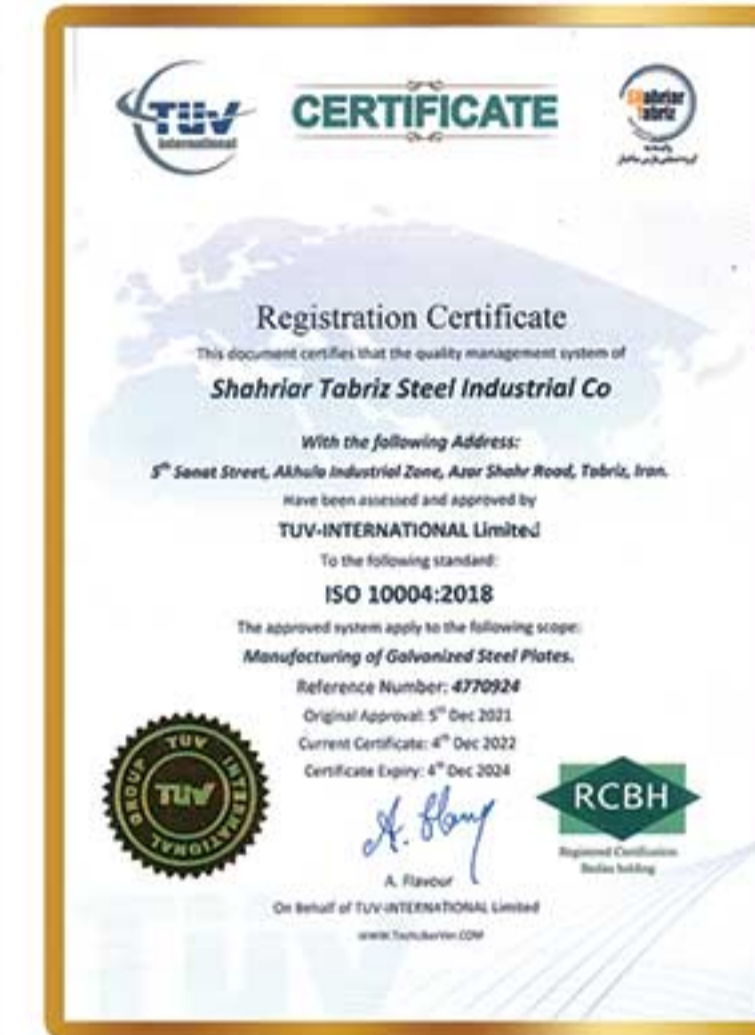 TÜV
International
CERTIFICATE
Shahriar
Tabriz
Registration Certificate
This document certifies that the quality management system of
Shahriar Tabriz Steel Industrial Co
With the following Address:
5th Sanat Street, Akhula Industrial Zone, Azar Shahr Road, Tabriz, Iran.
Have been assessed and approved by
TUV-INTERNATIONAL Limited
To the following standard:
ISO 10004:2018
The approved system apply to the following scope:
Manufacturing of Galvanized Steel Plates.
Reference Number: 4770924
Original Approval: 5th Dec 2021
Current Certificate: 4th Dec 2022
Certificate Expiry: 4th Dec 2024
TUV INTERNATIONAL GROUP
TUV
RCBH
Registered Certification
Bodies holding
A. Flavour
On Behalf of TUV-INTERNATIONAL Limited
TUV